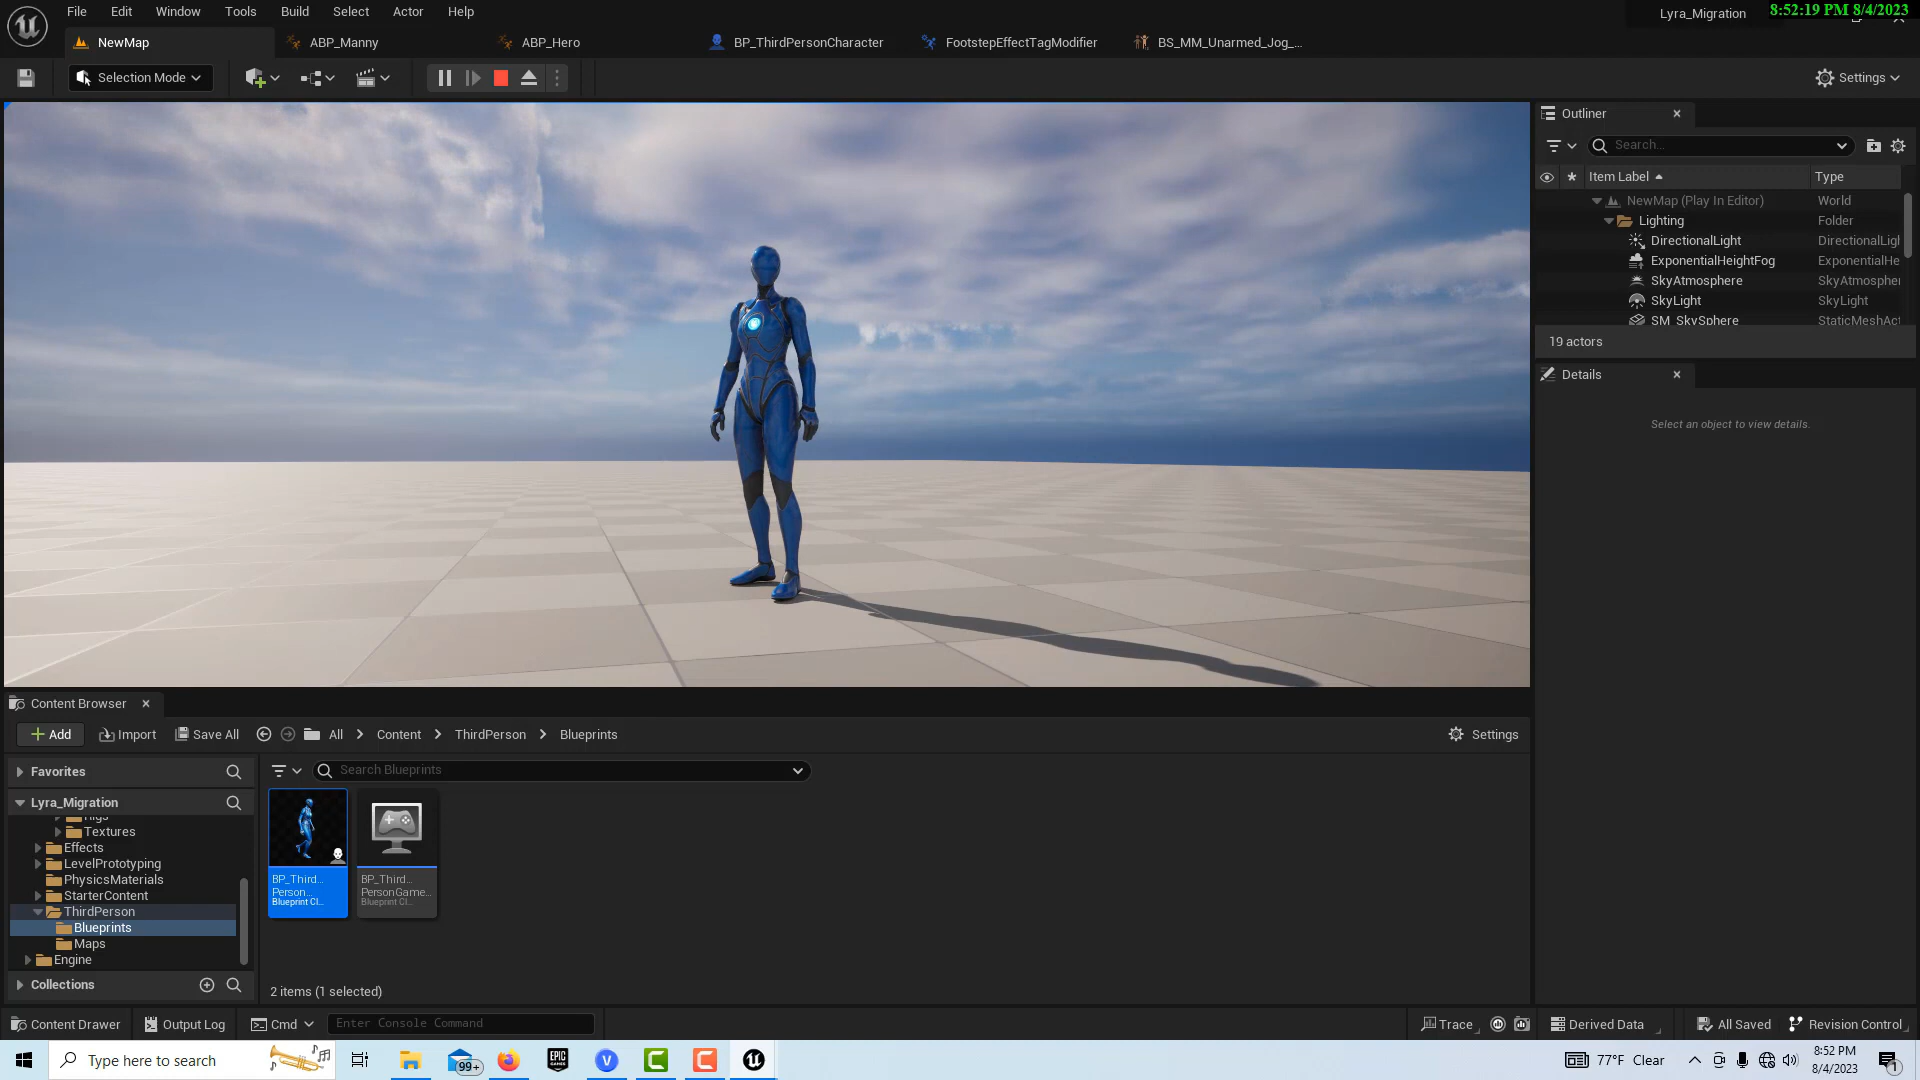 File Edit Window Tools Build Select Actor Help
Lyra_Migration
8:52:19 PM 8/4/2023
NewMap
ABP_Manny
ABP_Hero
BP_ThirdPersonCharacter
FootstepEffectTagModifier
BS_MM_Unarmed_Jog_...
Selection Mode
Settings
Outliner
Search...
Item Label
Type
NewMap (Play In Editor) World
Lighting Folder
DirectionalLight DirectionalLigh
ExponentialHeightFog ExponentialHe
SkyAtmosphere SkyAtmospher
SkyLight SkyLight
SM_SkySphere StaticMeshAct
19 actors
Details
Select an object to view details.
Content Browser
Add
Import
Save All
All > Content > ThirdPerson > Blueprints
Settings
Favorites
Search Blueprints
Lyra_Migration
Rigs
Textures
Effects
LevelPrototyping
PhysicsMaterials
StarterContent
ThirdPerson
Blueprints
Maps
Engine
Collections
BP_Third...
Person...
Blueprint Cl...
BP_Third...
PersonGame...
Blueprint Cl...
2 items (1 selected)
Content Drawer
Output Log
Cmd
Enter Console Command
Trace
Derived Data
All Saved
Revision Control
Type here to search
99+
EPIC
GAMES
V
C
C
77°F Clear
8:52 PM
8/4/2023
1